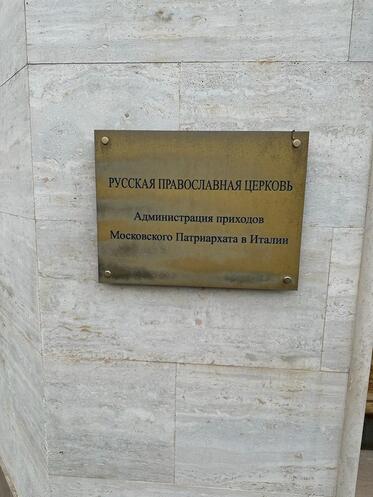 РУССКАЯ ПРАВОСЛАВНАЯ ЦЕРКОВЬ
Администрация приходов
Московского Патриархата в Италии